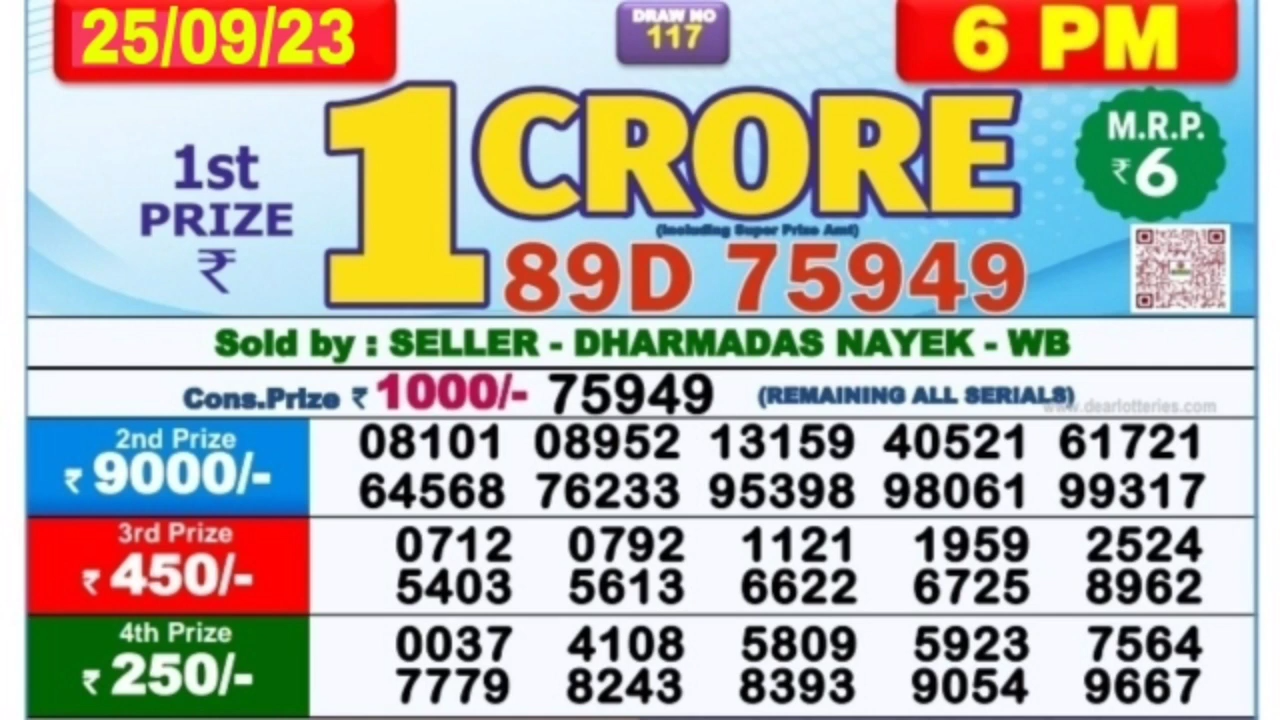 25/09/23
DRAW NO
117
6 PM
1 CRORE
1st
PRIZE
₹
M.R.P.
₹6
(Including Super Prize Amt)
89D 75949
Sold by : SELLER - DHARMADAS NAYEK - WB
Cons.Prize ₹ 1000/- 75949 (REMAINING ALL SERIALS)
www.dearlotteries.com
2nd Prize
₹ 9000/-
08101 08952 13159 40521 61721
64568 76233 95398 98061 99317
3rd Prize
₹ 450/-
0712 0792 1121 1959 2524
5403 5613 6622 6725 8962
4th Prize
₹ 250/-
0037 4108 5809 5923 7564
7779 8243 8393 9054 9667